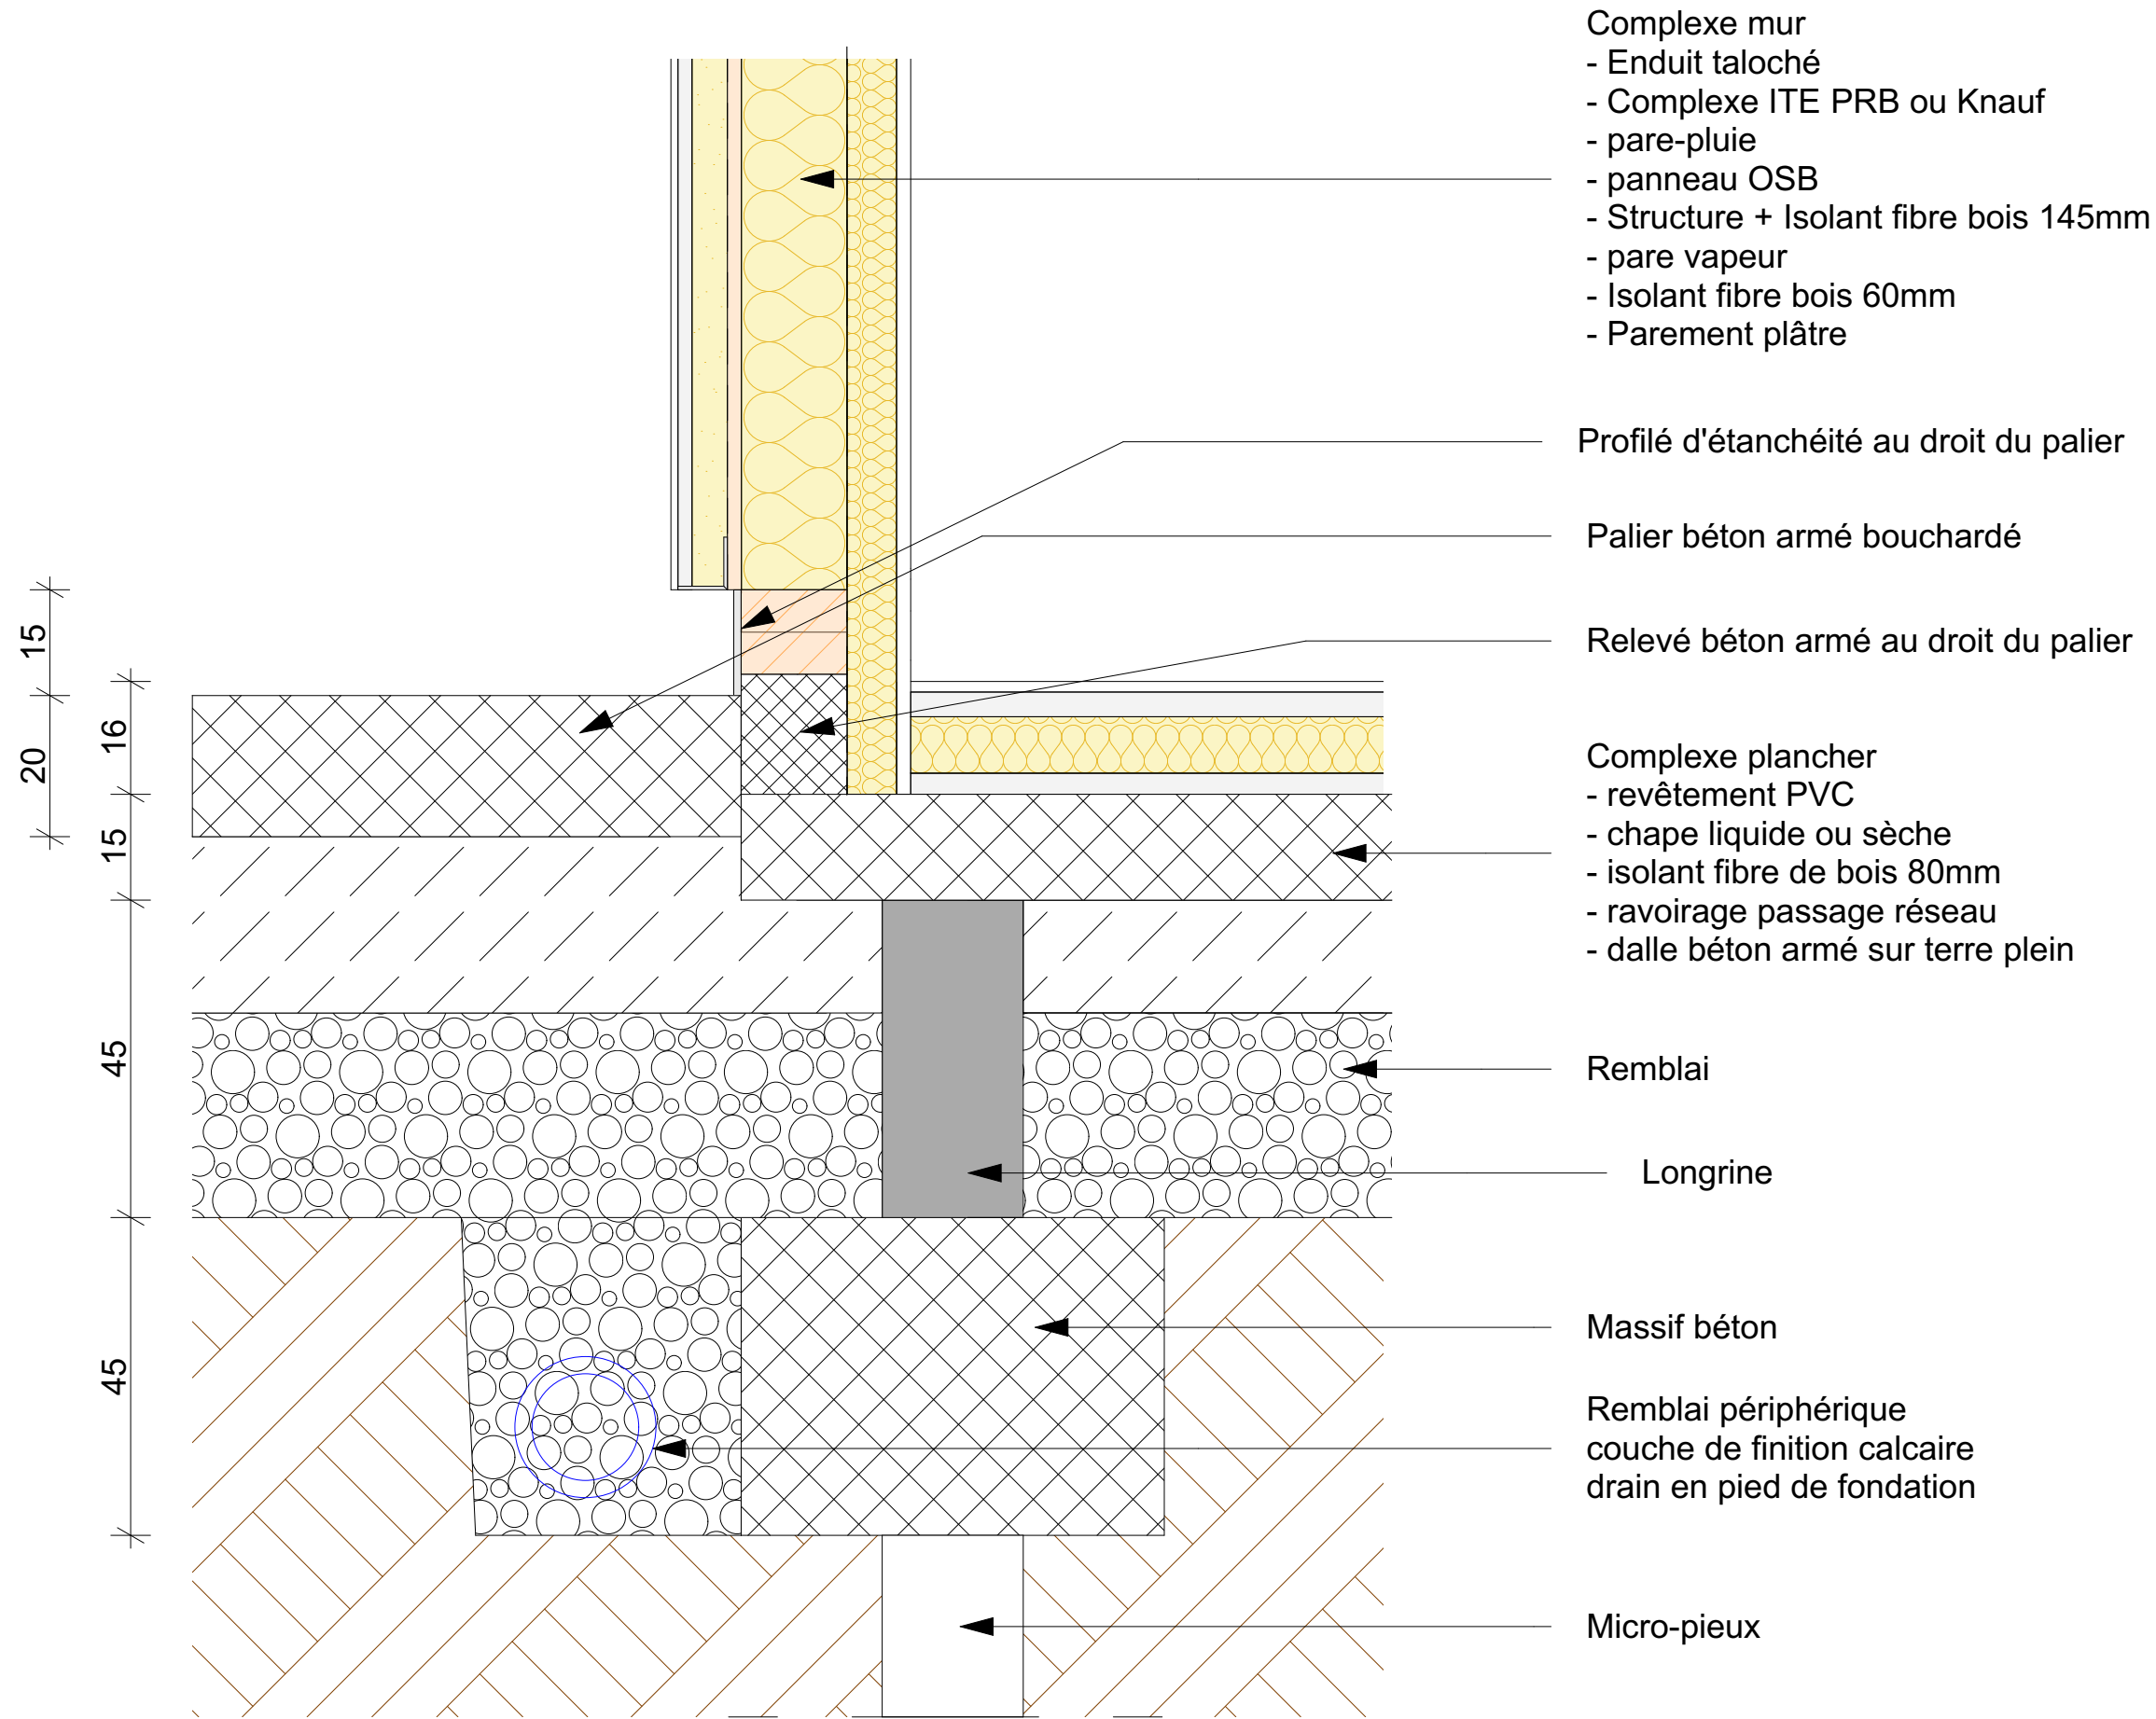 Complexe mur
- Enduit taloché
- Complexe ITE PRB ou Knauf
- pare-pluie
- panneau OSB
- Structure + Isolant fibre bois 145mm
- pare vapeur
- Isolant fibre bois 60mm
- Parement plâtre
Profilé d'étanchéité au droit du palier
Palier béton armé bouchardé
Relevé béton armé au droit du palier
Complexe plancher
- revêtement PVC
- chape liquide ou sèche
- isolant fibre de bois 80mm
- ravoirage passage réseau
- dalle béton armé sur terre plein
Remblai
Longrine
Massif béton
Remblai périphérique
couche de finition calcaire
drain en pied de fondation
Micro-pieux
15
20
16
15
45
45